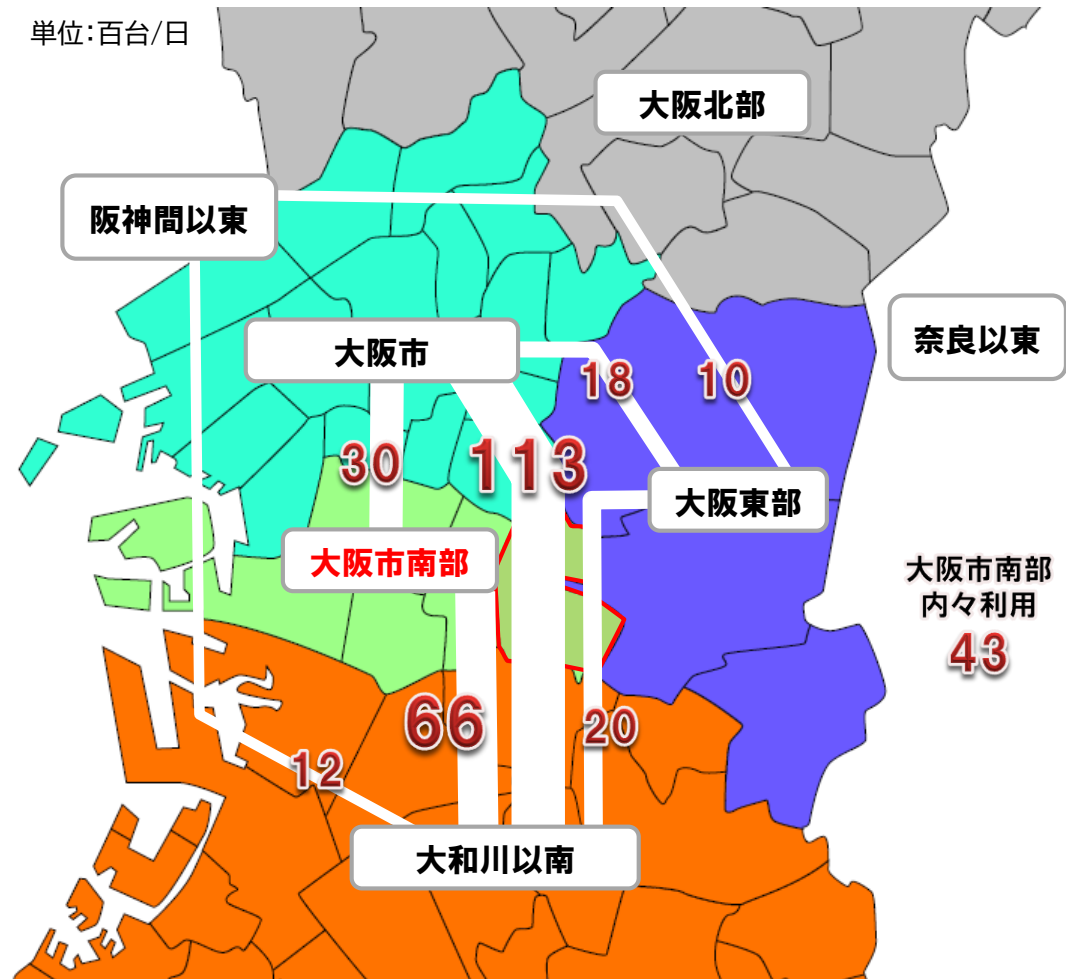 単位:百台/日
大阪北部
阪神間以東
奈良以東
大阪市
18
10
30
113
大阪東部
大阪市南部
大阪市南部
内々利用
43
66
20
12
大和川以南